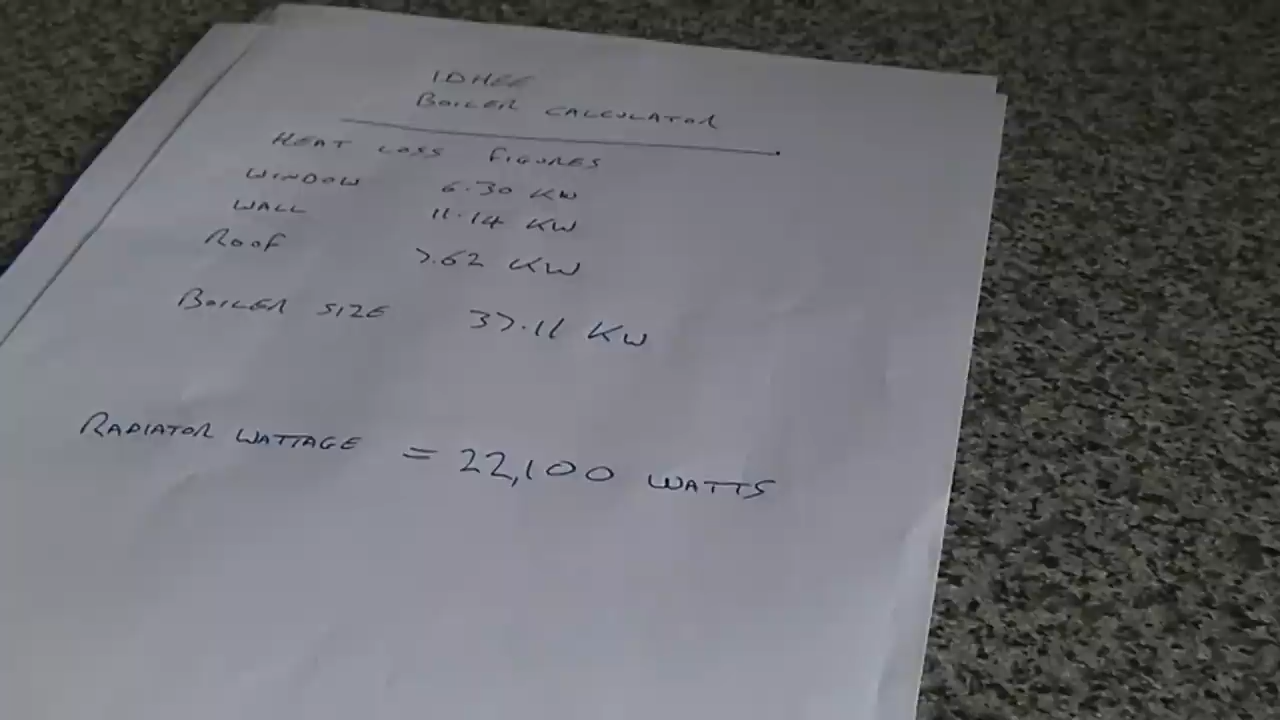 IDHEE
BOILER CALCULATOR
HEAT LOSS FIGURES
WINDOW 6.30 KW
WALL 11.14 KW
ROOF 7.62 KW
BOILER SIZE 37.11 KW
RADIATOR WATTAGE = 22,100 WATTS